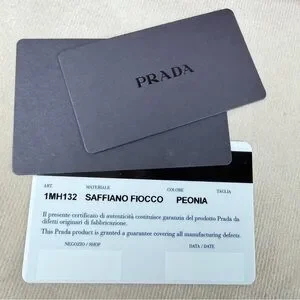 PRADA
ART. MATERIALE COLORE TAGLIA
1MH132 SAFFIANO FIOCCO PEONIA
Il presente certificato di autenticità costituisce garanzia del prodotto Prada da
difetti originari di fabbricazione.
This Prada product is granted a guarantee covering all manufacturing defects.
NEGOZIO / SHOP DATA / DATE